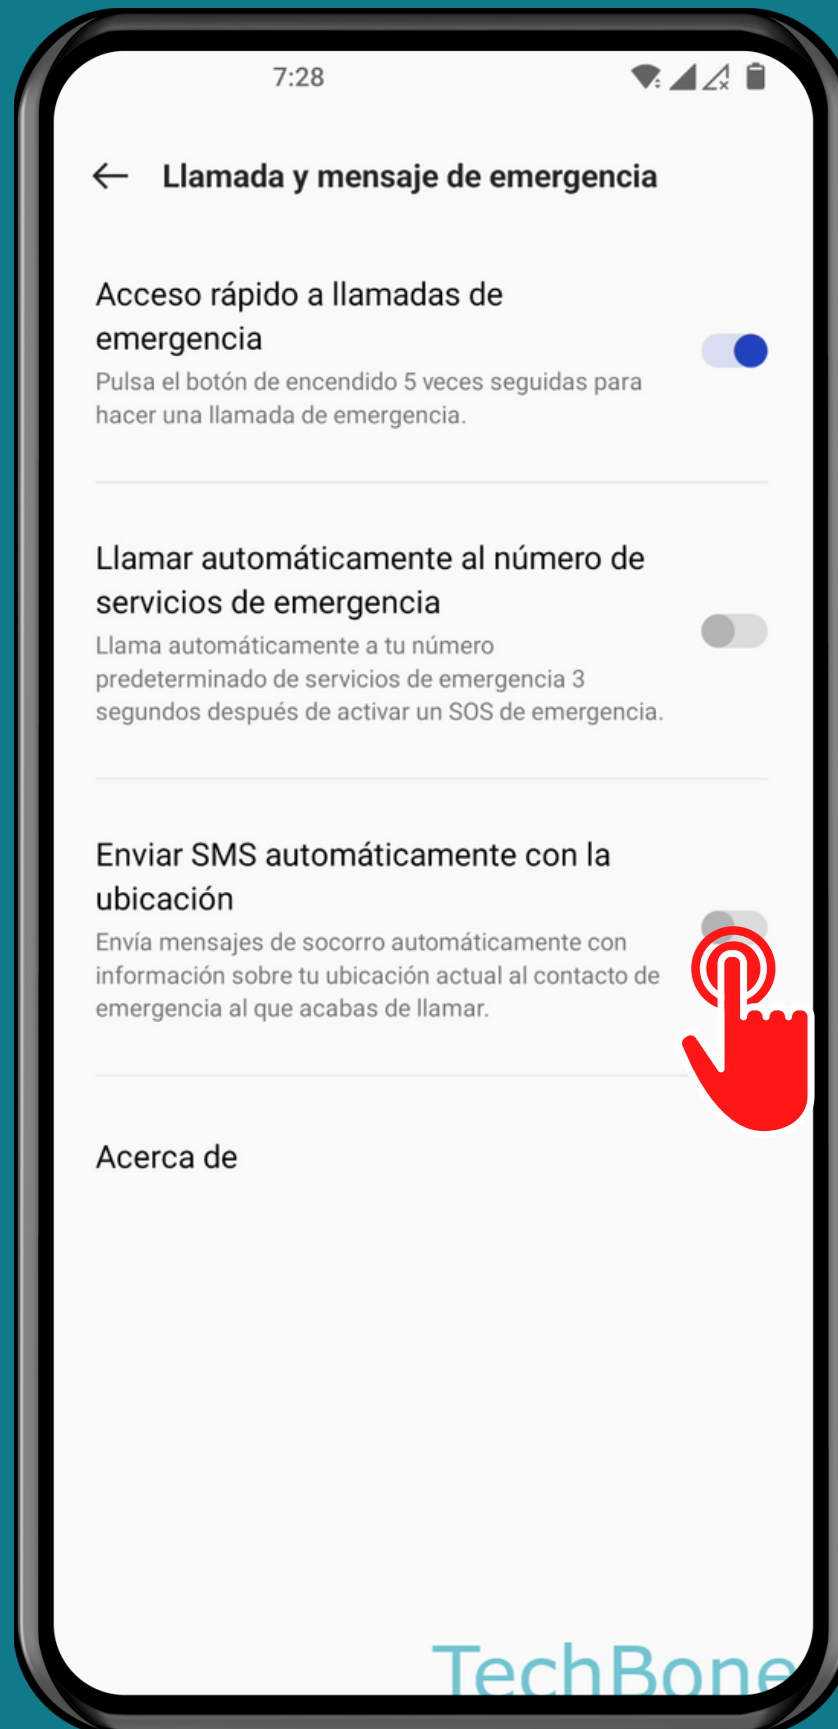 7:28
Llamada y mensaje de emergencia
Acceso rápido a llamadas de
emergencia
Pulsa el botón de encendido 5 veces seguidas para
hacer una llamada de emergencia.
Llamar automáticamente al número de
servicios de emergencia
Llama automáticamente a tu número
predeterminado de servicios de emergencia 3
segundos después de activar un SOS de emergencia.
Enviar SMS automáticamente con la
ubicación
Envía mensajes de socorro automáticamente con
información sobre tu ubicación actual al contacto de
emergencia al que acabas de llamar.
Acerca de
TechBone